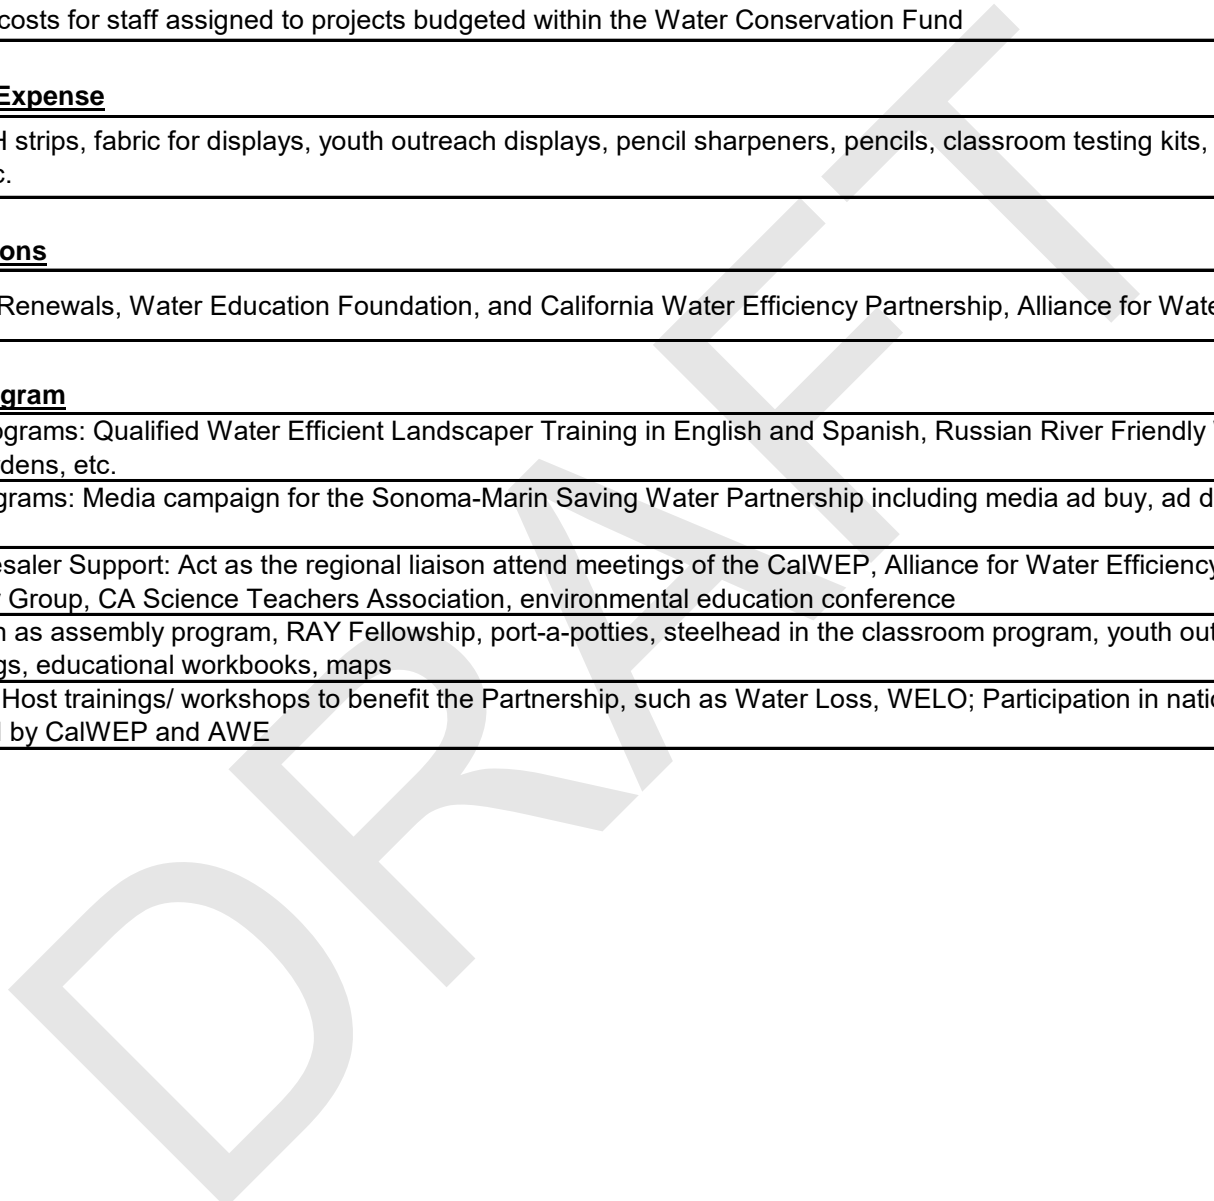 costs for staff assigned to projects budgeted within the Water Conservation Fund
Expense
H strips, fabric for displays, youth outreach displays, pencil sharpeners, pencils, classroom testing kits,
c.
ons
Renewals, Water Education Foundation, and California Water Efficiency Partnership, Alliance for Wate
gram
ograms: Qualified Water Efficient Landscaper Training in English and Spanish, Russian River Friendly
rdens, etc.
grams: Media campaign for the Sonoma-Marin Saving Water Partnership including media ad buy, ad d
esaler Support: Act as the regional liaison attend meetings of the CalWEP, Alliance for Water Efficiency
r Group, CA Science Teachers Association, environmental education conference
h as assembly program, RAY Fellowship, port-a-potties, steelhead in the classroom program, youth out
gs, educational workbooks, maps
Host trainings/ workshops to benefit the Partnership, such as Water Loss, WELO; Participation in natio
d by CalWEP and AWE
DRAFT